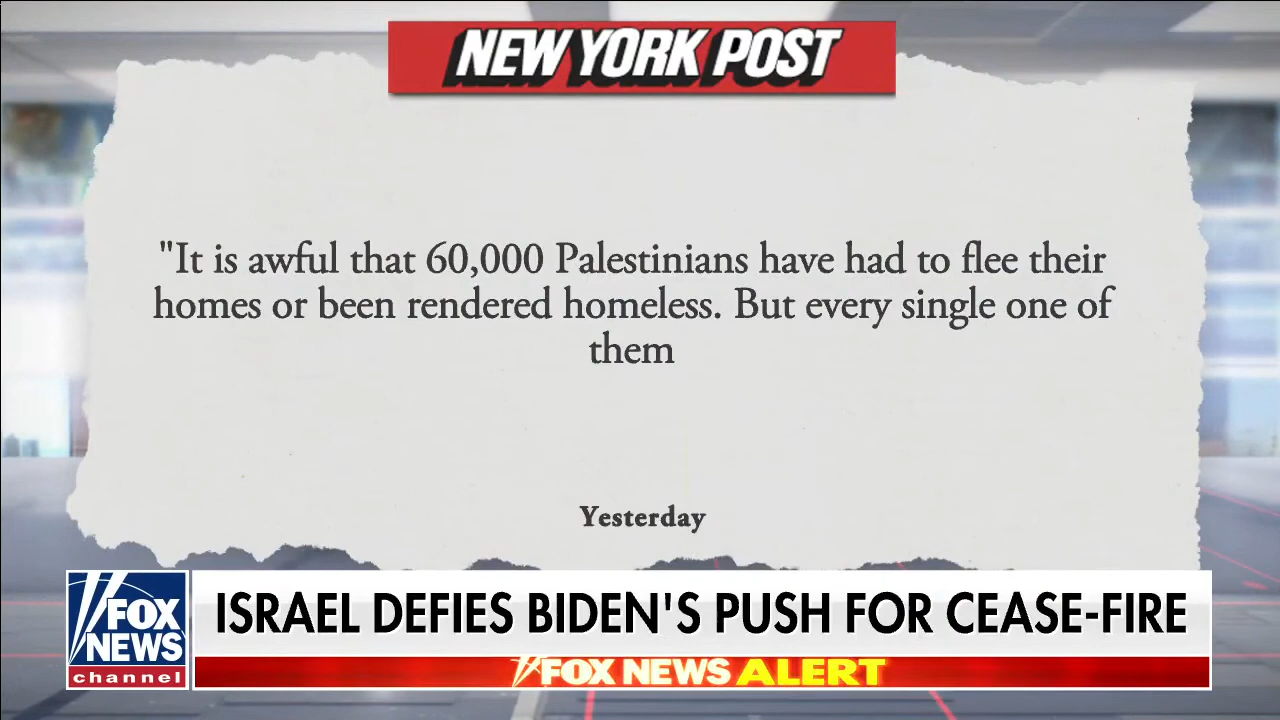 NEW YORK POST
"It is awful that 60,000 Palestinians have had to flee their
homes or been rendered homeless. But every single one of
them
Yesterday
FOX
NEWS
channel
ISRAEL DEFIES BIDEN'S PUSH FOR CEASE-FIRE
FOX NEWS ALERT